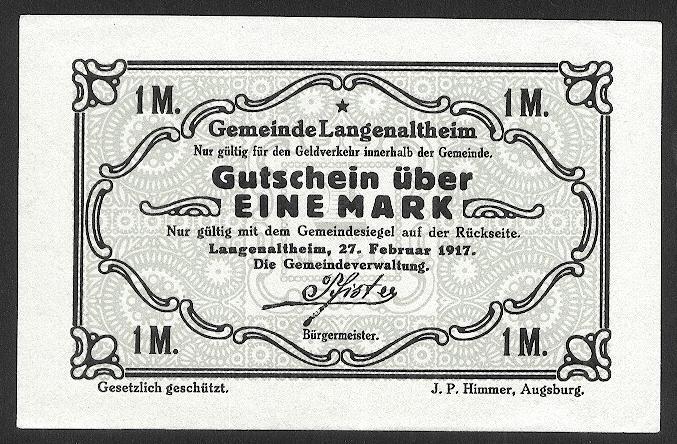 1 M. 1 M.
Gemeinde Langenaltheim
Nur gültig für den Geldverkehr innerhalb der Gemeinde.
Gutschein über
EINE MARK
Nur gültig mit dem Gemeindesiegel auf der Rückseite.
Langenaltheim, 27. Februar 1917.
Die Gemeindeverwaltung.
Pfister
Bürgermeister.
1 M. 1 M.
Gesetzlich geschützt. J. P. Himmer, Augsburg.